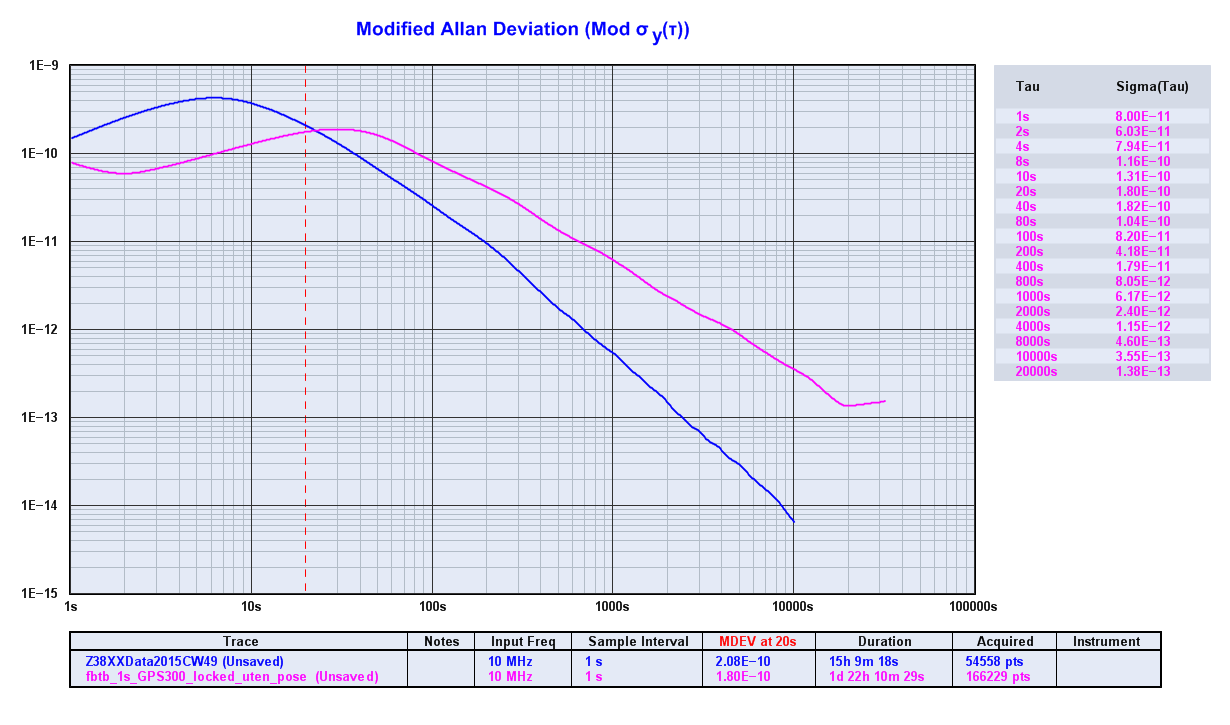 Modified Allan Deviation (Mod σ y(τ))
1E−9
1E−10
1E−11
1E−12
1E−13
1E−14
1E−15
1s 10s 100s 1000s 10000s 100000s
Tau Sigma(Tau)
1s 8.00E−11
2s 6.03E−11
4s 7.94E−11
8s 1.16E−10
10s 1.31E−10
20s 1.80E−10
40s 1.82E−10
80s 1.04E−10
100s 8.20E−11
200s 4.18E−11
400s 1.79E−11
800s 8.05E−12
1000s 6.17E−12
2000s 2.40E−12
4000s 1.15E−12
8000s 4.60E−13
10000s 3.55E−13
20000s 1.38E−13
Trace Notes Input Freq Sample Interval MDEV at 20s Duration Acquired Instrument
Z38XXData2015CW49 (Unsaved) 10 MHz 1 s 2.08E−10 15h 9m 18s 54558 pts
fbtb_1s_GPS300_locked_uten_pose (Unsaved) 10 MHz 1 s 1.80E−10 1d 22h 10m 29s 166229 pts